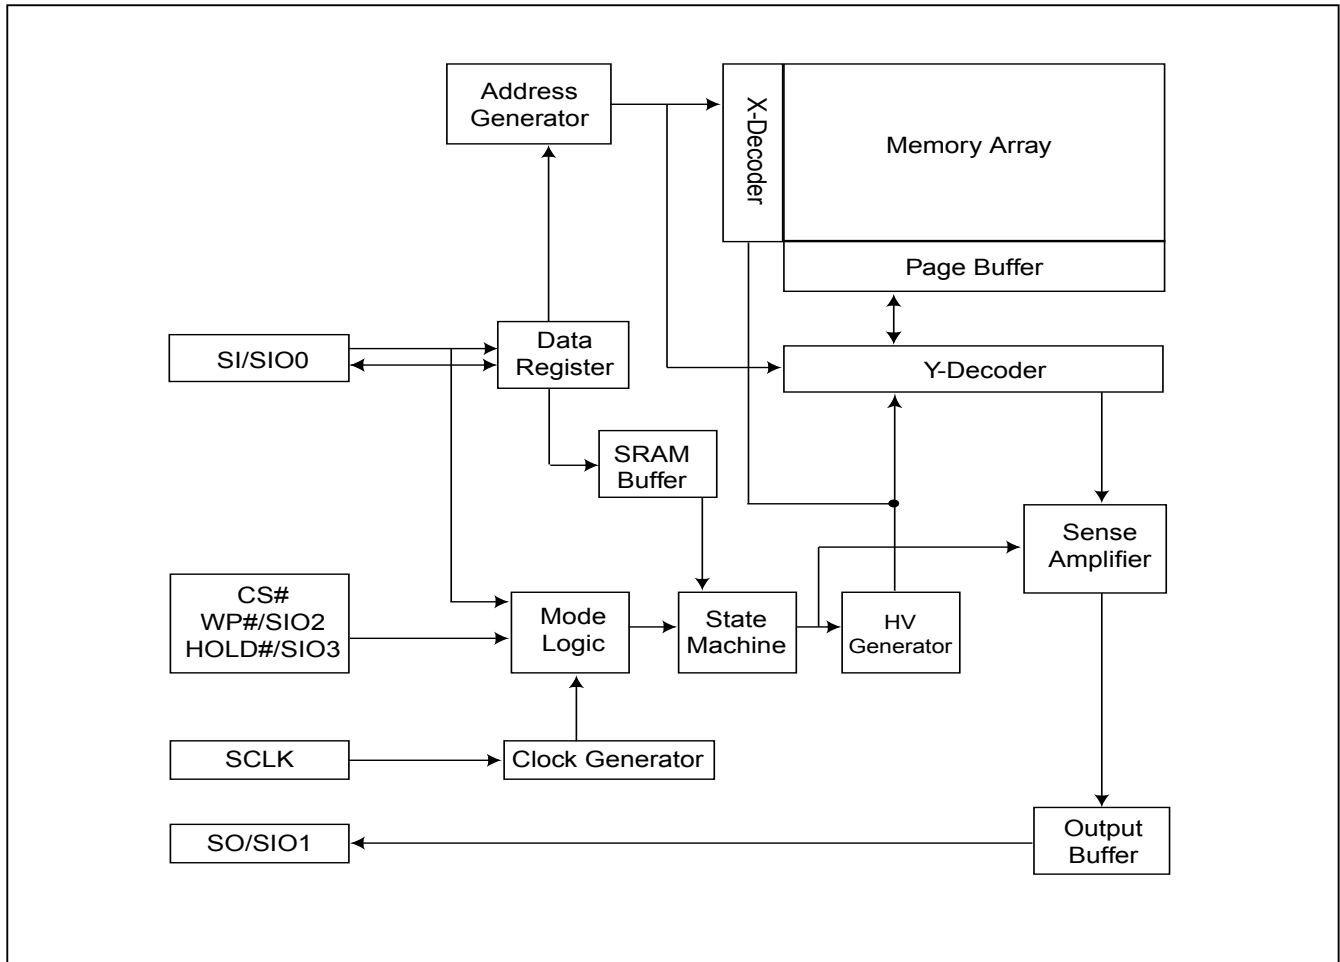 Address
Generator
X-Decoder
Memory Array
Page Buffer
SI/SIO0
Data
Register
Y-Decoder
SRAM
Buffer
Sense
Amplifier
CS#
WP#/SIO2
HOLD#/SIO3
Mode
Logic
State
Machine
HV
Generator
SCLK
Clock Generator
SO/SIO1
Output
Buffer